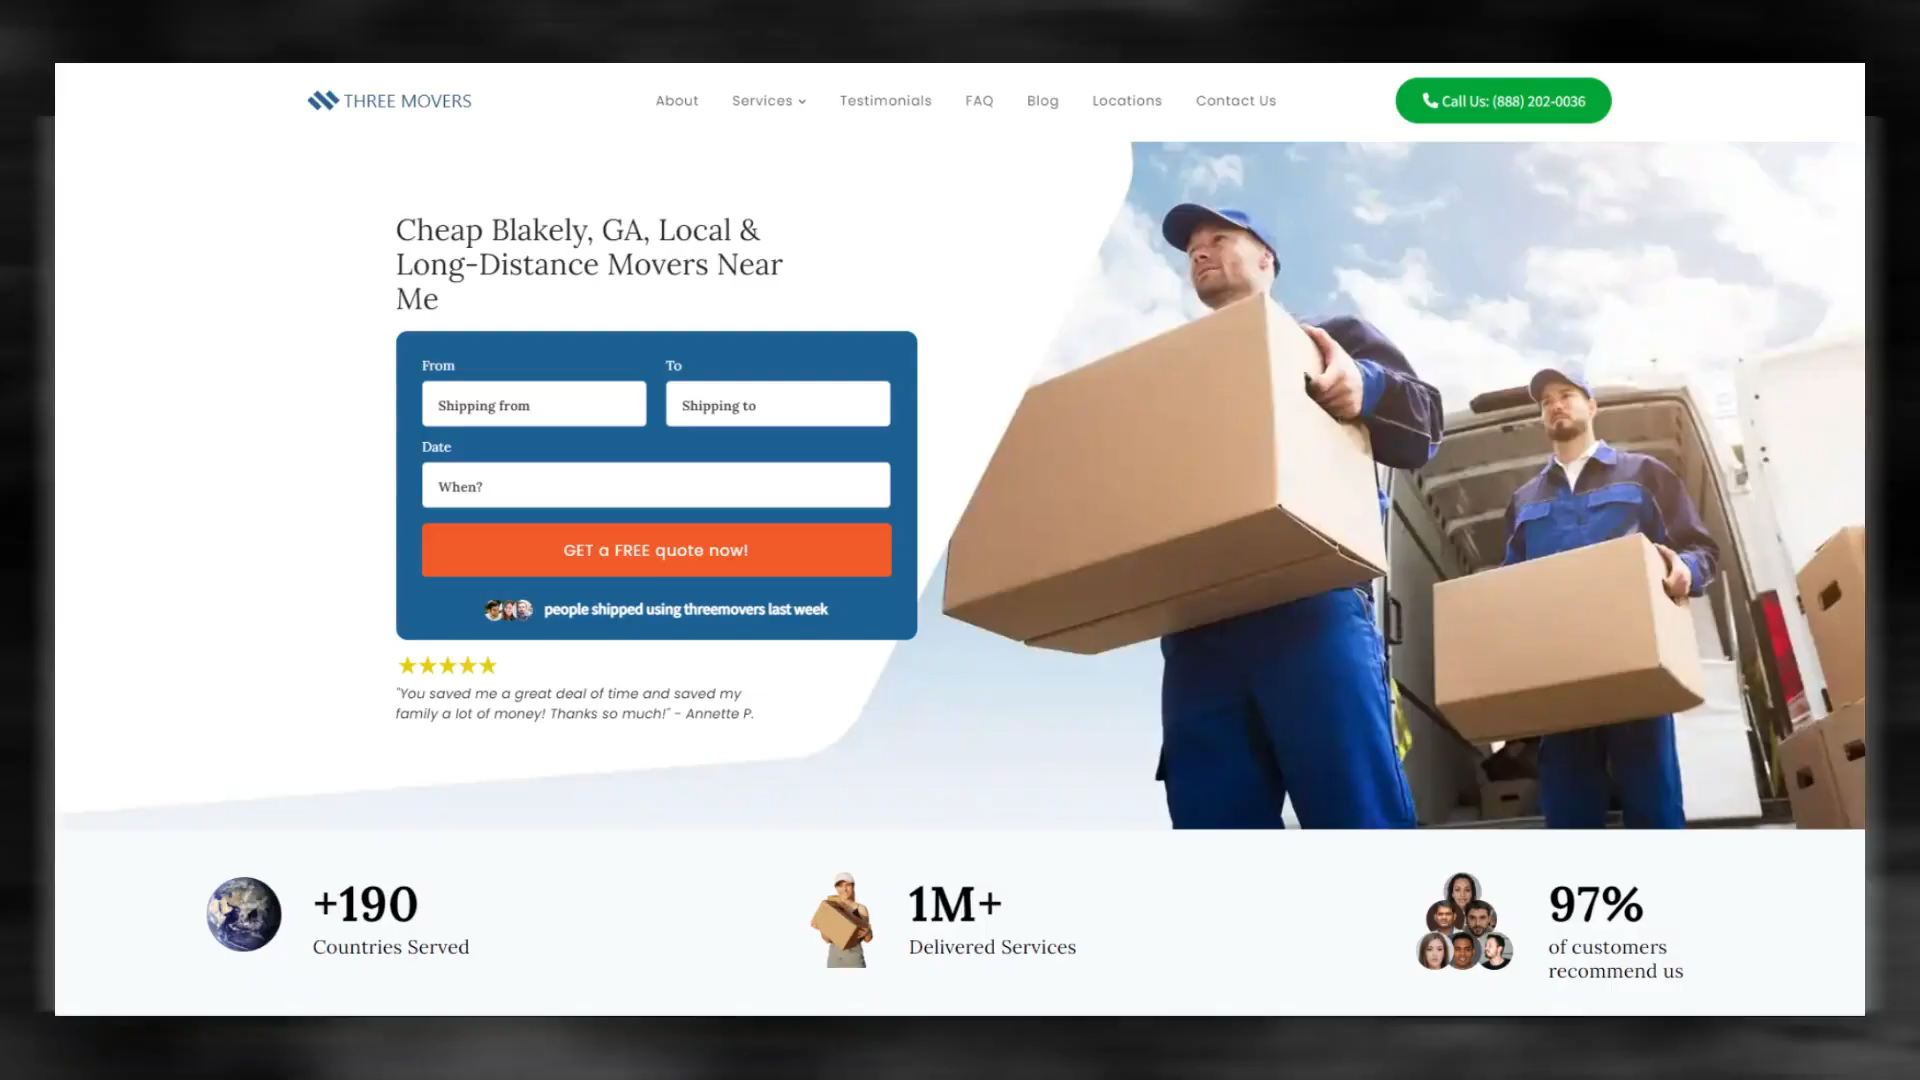 THREE MOVERS
About
Services
Testimonials
FAQ
Blog
Locations
Contact Us
Call Us: (888) 202-0036
Cheap Blakely, GA, Local &
Long-Distance Movers Near
Me
From
To
Shipping from
Shipping to
Date
When?
GET a FREE quote now!
people shipped using threemovers last week
"You saved me a great deal of time and saved my
family a lot of money! Thanks so much!" - Annette P.
+190
Countries Served
1M+
Delivered Services
97%
of customers
recommend us